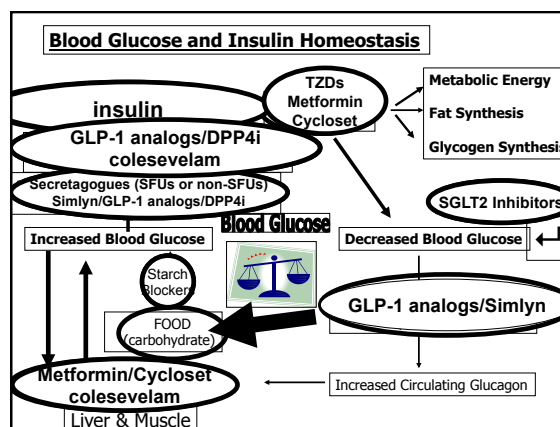 Blood Glucose and Insulin Homeostasis
insulin
TZDs
Metformin
Cycloset
Metabolic Energy
Fat Synthesis
Glycogen Synthesis
GLP-1 analogs/DPP4i
colesevelam
Secretagogues (SFUs or non-SFUs)
Simlyn/GLP-1 analogs/DPP4i
SGLT2 Inhibitors
Increased Blood Glucose
Blood Glucose
Decreased Blood Glucose
Starch
Blockers
FOOD
(carbohydrate)
GLP-1 analogs/Simlyn
Metformin/Cycloset
colesevelam
Liver & Muscle
Increased Circulating Glucagon